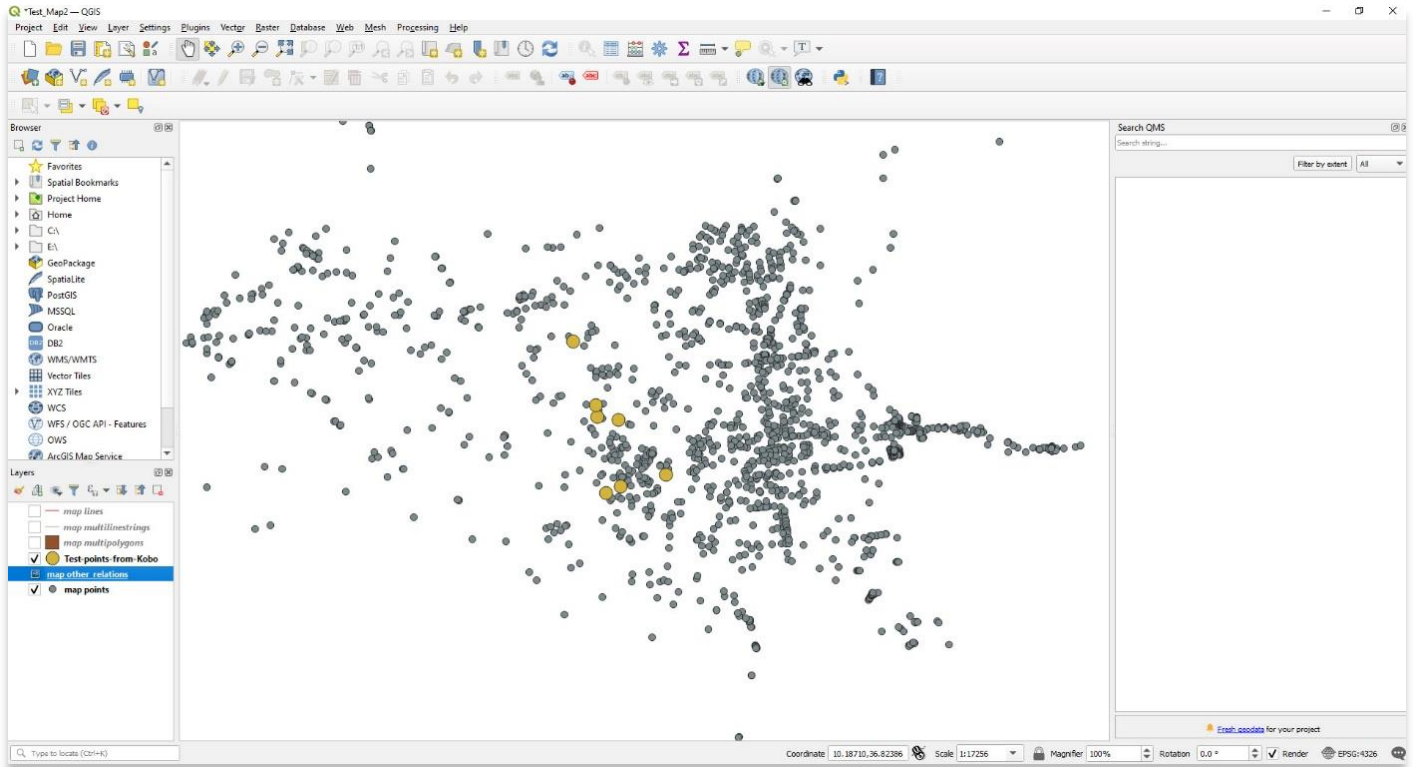 *Test_Map2 — QGIS
Project Edit View Layer Settings Plugins Vector Raster Database Web Mesh Processing Help
Browser
Favorites
Spatial Bookmarks
Project Home
Home
C:\
E:\
GeoPackage
SpatiaLite
PostGIS
MSSQL
Oracle
DB2
WMS/WMTS
Vector Tiles
XYZ Tiles
WCS
WFS / OGC API - Features
OWS
ArcGIS Map Service
Layers
map lines
map multilinestrings
map multipolygons
Test-points-from-Kobo
map other_relations
map points
Search QMS
Search string...
Filter by extent All
Fresh geodata for your project
Type to locate (Ctrl+K) Coordinate 10.18710,36.82386 Scale 1:17256 Magnifier 100% Rotation 0.0 ° Render EPSG:4326